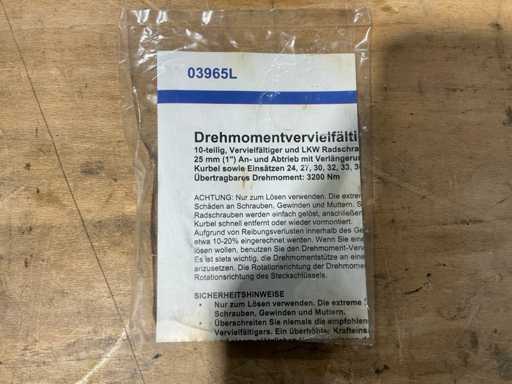 03965L
Drehmomentvervielfälti
10-teilig, Vervielfältiger und LKW Radschra
25 mm (1") An- und Abtrieb mit Verlängeru
Kurbel sowie Einsätzen 24, 27, 30, 32, 33, 3
Übertragbares Drehmoment: 3200 Nm
ACHTUNG: Nur zum Lösen verwenden. Die extrem
Schäden an Schrauben, Gewinden und Muttern. S
Radschrauben werden einfach gelöst, anschließen
Kurbel schnell entfernt oder wieder vormontiert.
Aufgrund von Reibungsverlusten innerhalb des Ge
etwa 10-20% eingerechnet werden. Wenn Sie eine
lösen wollen, benutzen Sie den Drehmoment-Verv
Es ist stets wichtig, die Drehmomentstütze an eine
anzusetzen. Die Rotationsrichtung der Drehmome
Rotationsrichtung des Steckschlüssels.
SICHERHEITSHINWEISE
• Nur zum Lösen verwenden. Die extreme
Schrauben, Gewinden und Muttern.
• Überschreiten Sie niemals die empfohlen
Vervielfältigers. Ein überhöhter Krafteins